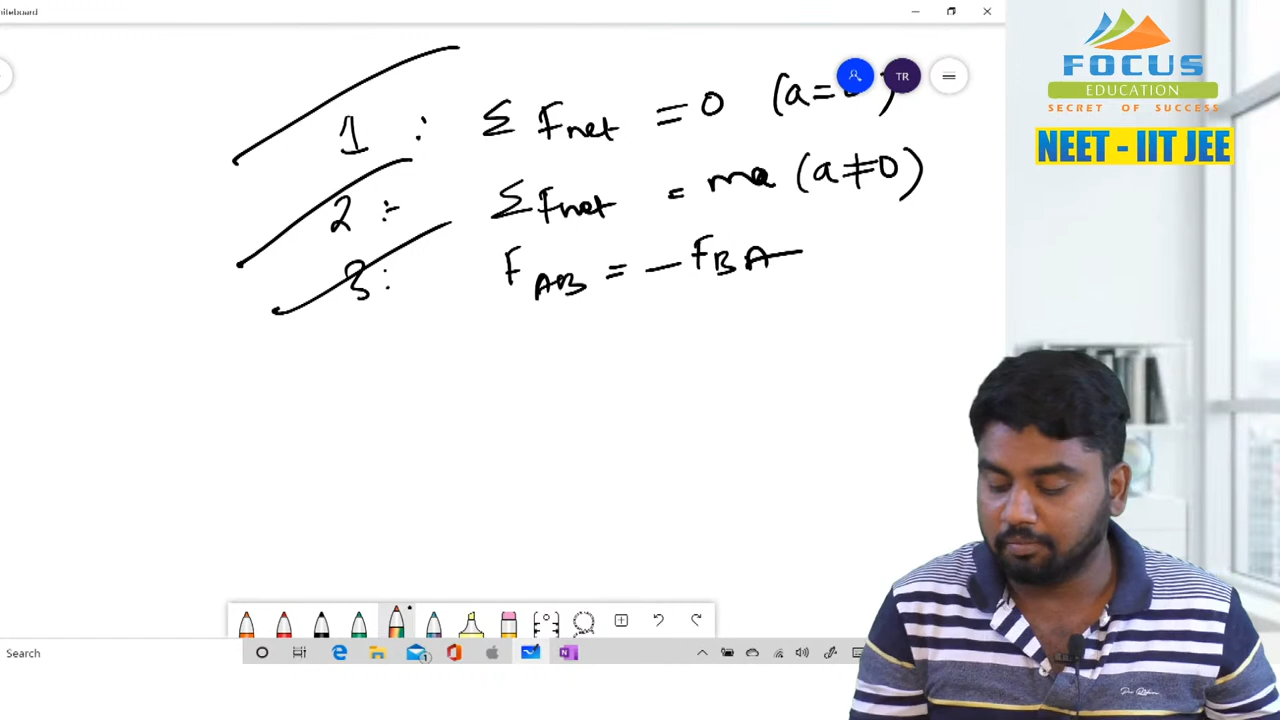 whiteboard
1 : Σ Fnet = 0 (a=0)
2 :- Σ Fnet = ma (a≠0)
3 : FAB = -FBA
TR
FOCUS
EDUCATION
SECRET OF SUCCESS
NEET - IIT JEE
Search